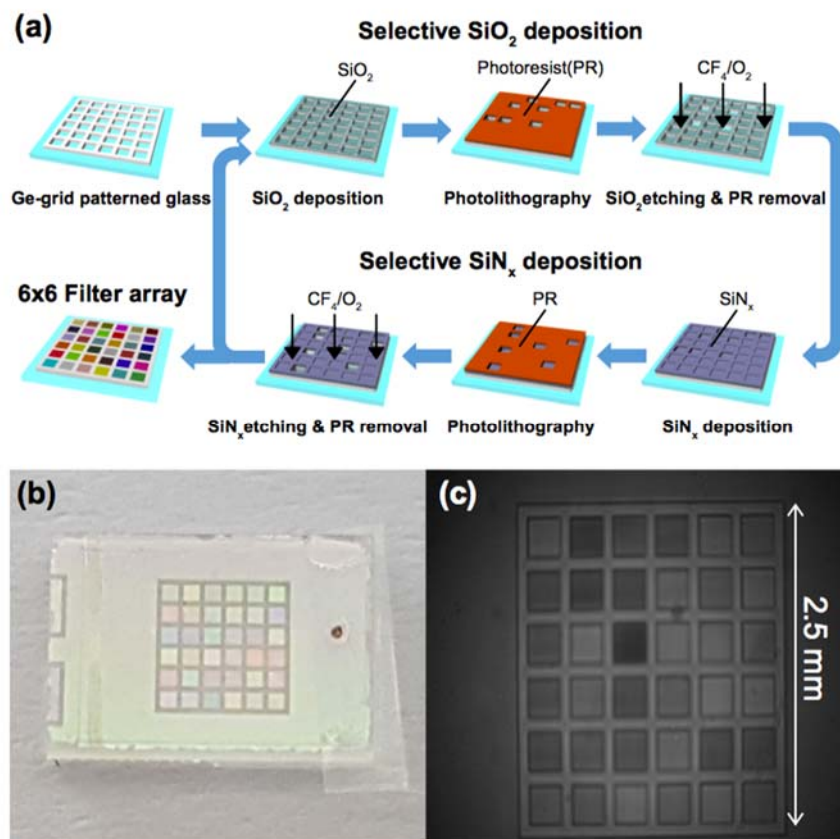 (a)
Selective SiO₂ deposition
SiO₂
Photoresist(PR)
CF₄/O₂
Ge-grid patterned glass
SiO₂ deposition
Photolithography
SiO₂etching & PR removal
Selective SiNₓ deposition
6x6 Filter array
CF₄/O₂
PR
SiNₓ
SiNₓetching & PR removal
Photolithography
SiNₓ deposition
(b)
(c)
2.5 mm